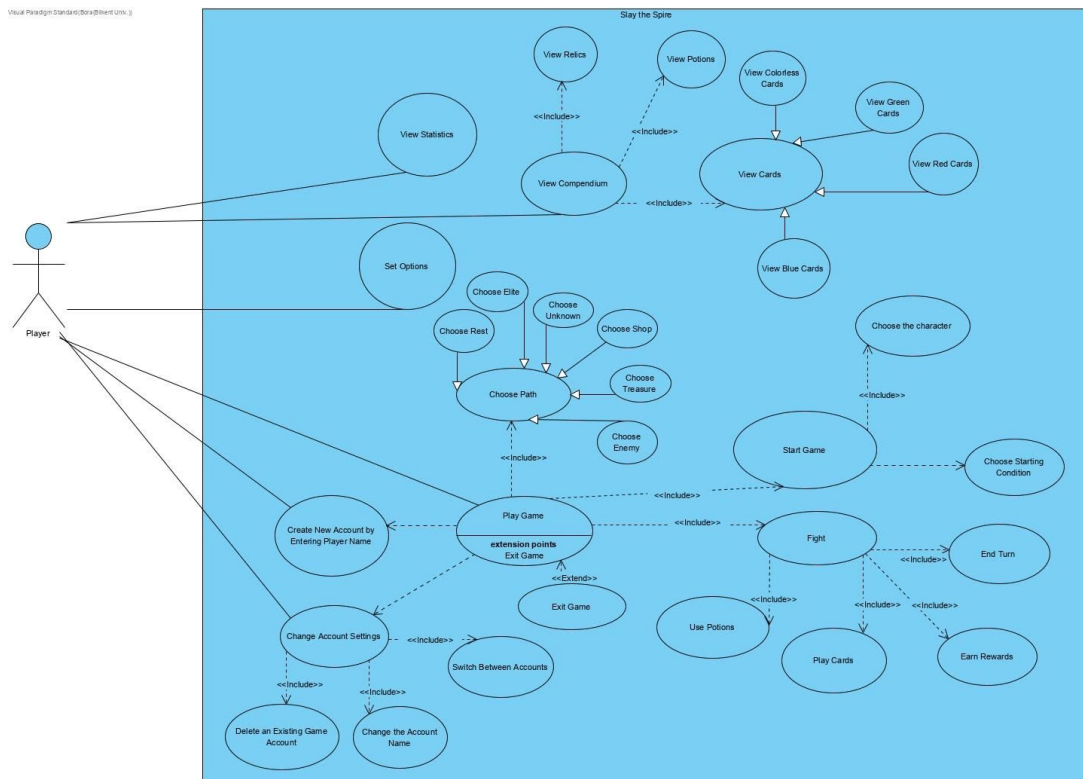 Visual Paradigm Standard(Bora(Bilkent Univ.))
Slay the Spire
View Relics
View Potions
View Colorless
Cards
View Green
Cards
<<Include>>
<<Include>>
View Statistics
View Red Cards
View Compendium
View Cards
<<Include>>
View Blue Cards
Set Options
Player
Choose Elite
Choose
Unknown
Choose Rest
Choose Shop
Choose the character
Choose Path
Choose
Treasure
<<Include>>
Choose
Enemy
<<Include>>
Start Game
Choose Starting
Condition
<<Include>>
Play Game
extension points
Exit Game
<<Include>>
Create New Account by
Entering Player Name
Fight
End Turn
<<Include>>
<<Extend>>
Exit Game
<<Include>>
<<Include>>
<<Include>>
Use Potions
Play Cards
Earn Rewards
Change Account Settings
<<Include>>
Switch Between Accounts
<<Include>>
<<Include>>
Delete an Existing Game
Account
Change the Account
Name